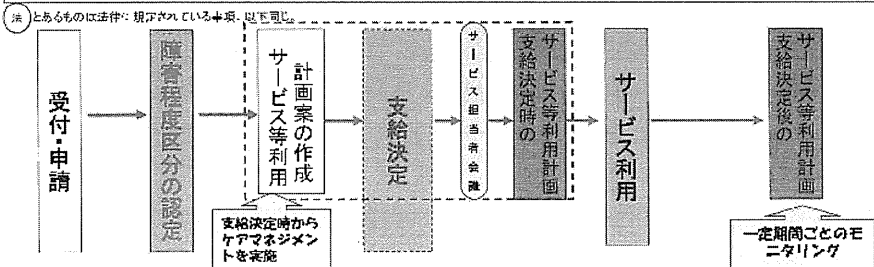 法 とあるものは法律に規定されている事項、以下同じ。
受付・申請
障害程度区分の認定
サービス等利用
計画案の作成
支給決定
サービス担当者会議
支給決定時の
サービス等利用計画
サービス利用
支給決定後の
サービス等利用計画
支給決定時から
ケアマネジメン
トを実施
一定期間ごとのモ
ニタリング